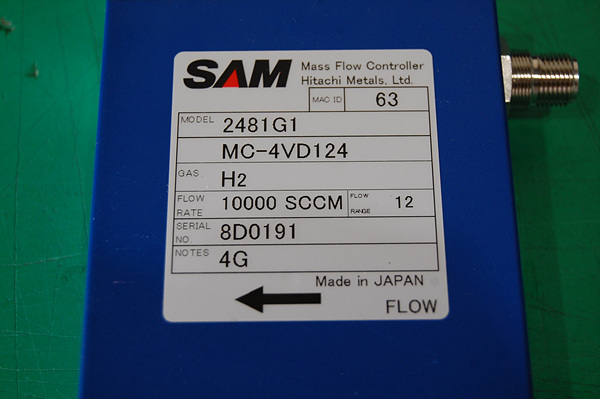 SAM Mass Flow Controller
Hitachi Metals, Ltd.
MAC ID 63
MODEL 2481G1
MC-4VD124
GAS. H2
FLOW RATE 10000 SCCM FLOW RANGE 12
SERIAL NO. 8D0191
NOTES 4G
Made in JAPAN
FLOW